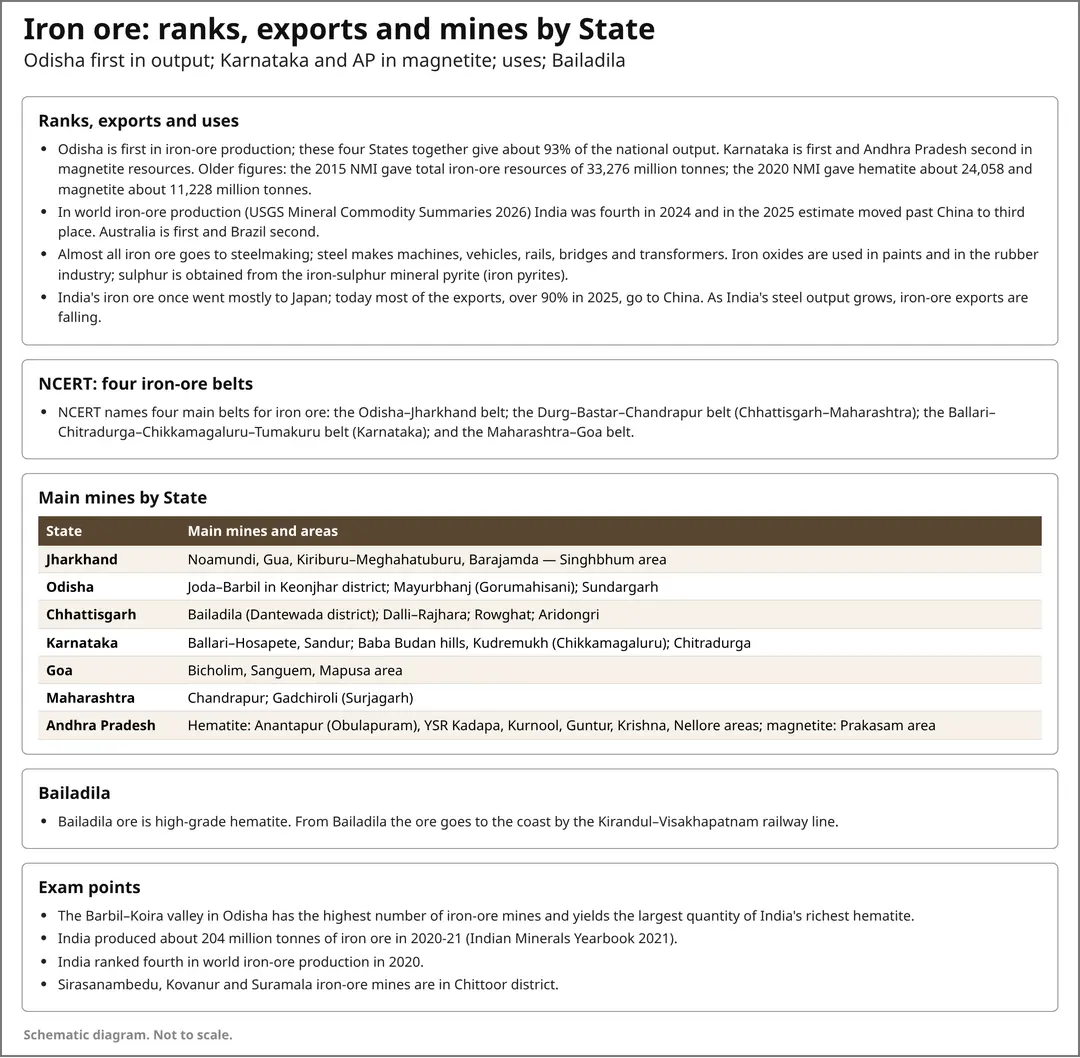 Iron ore: ranks, exports and mines by State
Odisha first in output; Karnataka and AP in magnetite; uses; Bailadila
Ranks, exports and uses
• Odisha is first in iron-ore production; these four States together give about 93% of the national output. Karnataka is first and Andhra Pradesh second in
magnetite resources. Older figures: the 2015 NMI gave total iron-ore resources of 33,276 million tonnes; the 2020 NMI gave hematite about 24,058 and
magnetite about 11,228 million tonnes.
• In world iron-ore production (USGS Mineral Commodity Summaries 2026) India was fourth in 2024 and in the 2025 estimate moved past China to third
place. Australia is first and Brazil second.
• Almost all iron ore goes to steelmaking; steel makes machines, vehicles, rails, bridges and transformers. Iron oxides are used in paints and in the rubber
industry; sulphur is obtained from the iron-sulphur mineral pyrite (iron pyrites).
• India's iron ore once went mostly to Japan; today most of the exports, over 90% in 2025, go to China. As India's steel output grows, iron-ore exports are
falling.
NCERT: four iron-ore belts
• NCERT names four main belts for iron ore: the Odisha–Jharkhand belt; the Durg–Bastar–Chandrapur belt (Chhattisgarh–Maharashtra); the Ballari–
Chitradurga–Chikkamagaluru–Tumakuru belt (Karnataka); and the Maharashtra–Goa belt.
Main mines by State
State Main mines and areas
Jharkhand Noamundi, Gua, Kiriburu–Meghahatuburu, Barajamda — Singhbhum area
Odisha Joda–Barbil in Keonjhar district; Mayurbhanj (Gorumahisani); Sundargarh
Chhattisgarh Bailadila (Dantewada district); Dalli–Rajhara; Rowghat; Aridongri
Karnataka Ballari–Hosapete, Sandur; Baba Budan hills, Kudremukh (Chikkamagaluru); Chitradurga
Goa Bicholim, Sanguem, Mapusa area
Maharashtra Chandrapur; Gadchiroli (Surjagarh)
Andhra Pradesh Hematite: Anantapur (Obulapuram), YSR Kadapa, Kurnool, Guntur, Krishna, Nellore areas; magnetite: Prakasam area
Bailadila
• Bailadila ore is high-grade hematite. From Bailadila the ore goes to the coast by the Kirandul–Visakhapatnam railway line.
Exam points
• The Barbil–Koira valley in Odisha has the highest number of iron-ore mines and yields the largest quantity of India's richest hematite.
• India produced about 204 million tonnes of iron ore in 2020-21 (Indian Minerals Yearbook 2021).
• India ranked fourth in world iron-ore production in 2020.
• Sirasanambedu, Kovanur and Suramala iron-ore mines are in Chittoor district.
Schematic diagram. Not to scale.